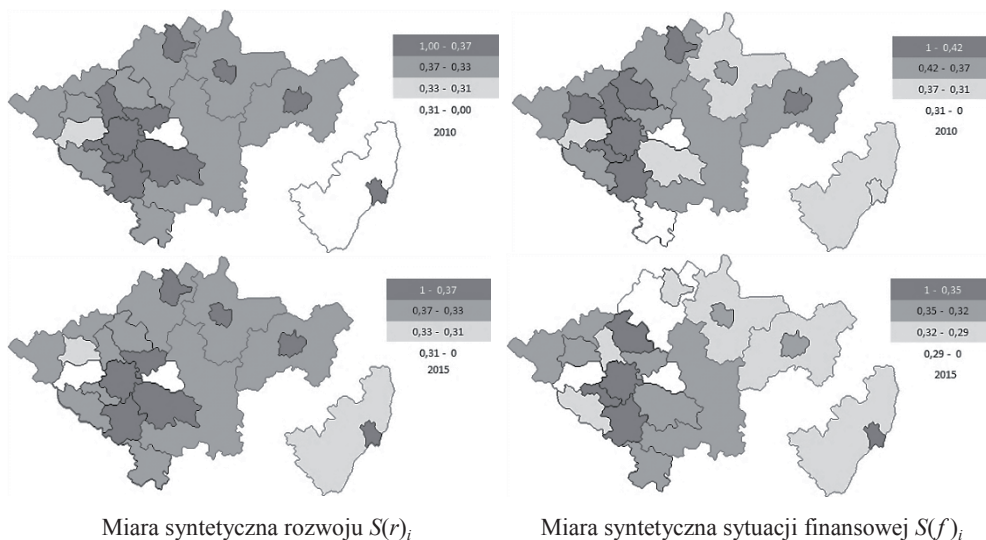 1,00 - 0,37
0,37 - 0,33
0,33 - 0,31
0,31 - 0,00
2010
1 - 0,42
0,42 - 0,37
0,37 - 0,31
0,31 - 0
2010
1 - 0,37
0,37 - 0,33
0,33 - 0,31
0,31 - 0
2015
1 - 0,35
0,35 - 0,32
0,32 - 0,29
0,29 - 0
2015
Miara syntetyczna rozwoju S(r)i
Miara syntetyczna sytuacji finansowej S(f)i